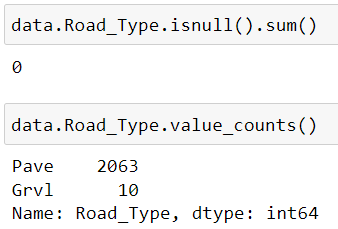 data.Road_Type.isnull().sum()
0
data.Road_Type.value_counts()
Pave    2063
Grvl      10
Name: Road_Type, dtype: int64